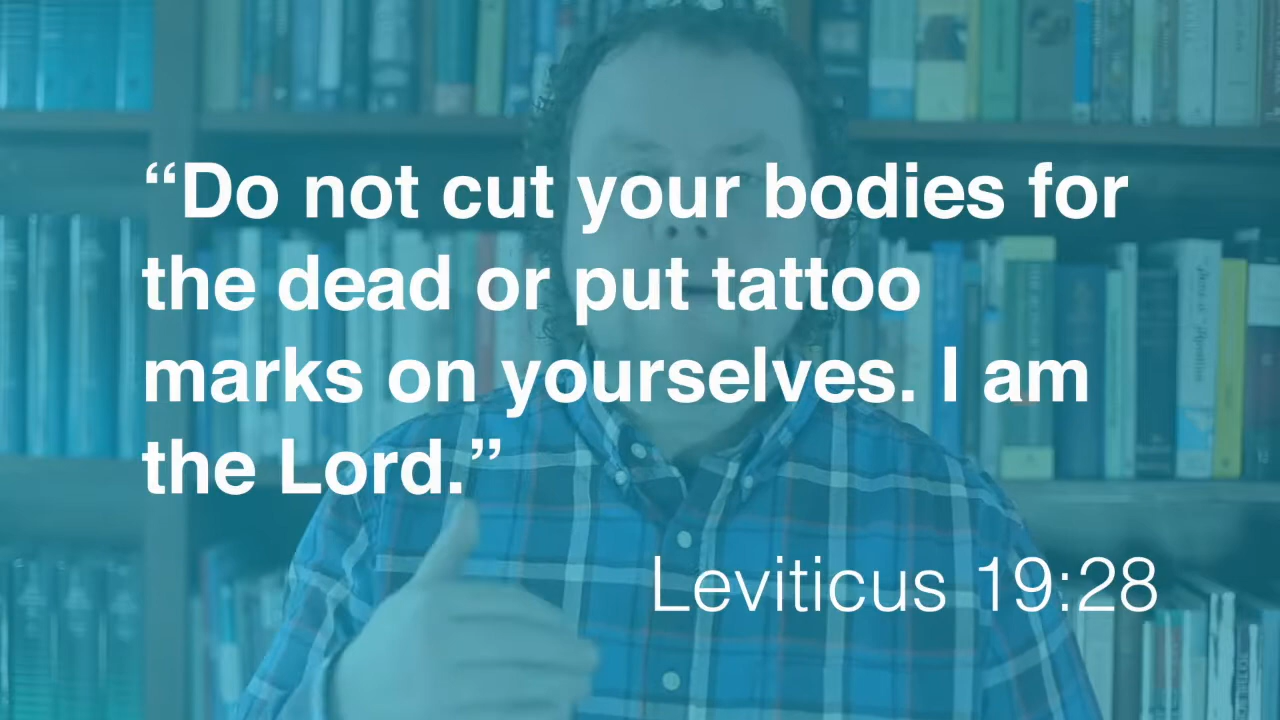 “Do not cut your bodies for
the dead or put tattoo
marks on yourselves. I am
the Lord.”
Leviticus 19:28